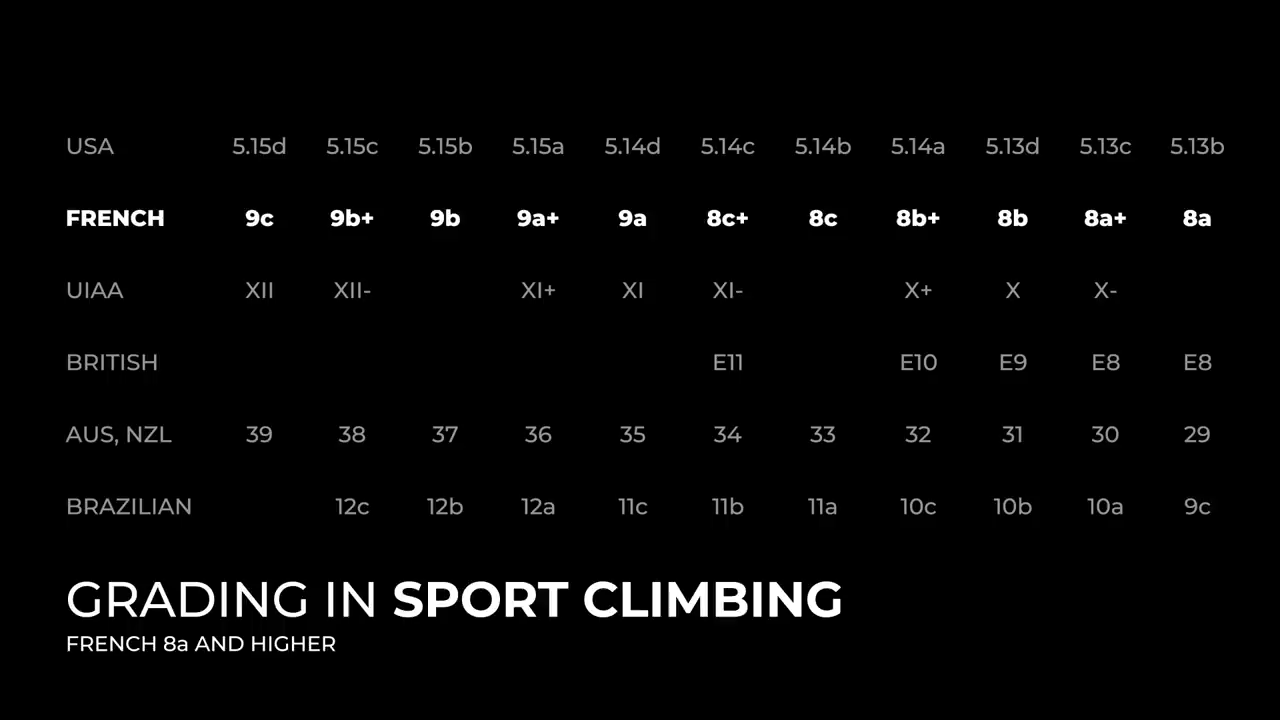 USA 5.15d 5.15c 5.15b 5.15a 5.14d 5.14c 5.14b 5.14a 5.13d 5.13c 5.13b
FRENCH 9c 9b+ 9b 9a+ 9a 8c+ 8c 8b+ 8b 8a+ 8a
UIAA XII XII- XI+ XI XI- X+ X X-
BRITISH E11 E10 E9 E8 E8
AUS, NZL 39 38 37 36 35 34 33 32 31 30 29
BRAZILIAN 12c 12b 12a 11c 11b 11a 10c 10b 10a 9c
GRADING IN SPORT CLIMBING
FRENCH 8a AND HIGHER